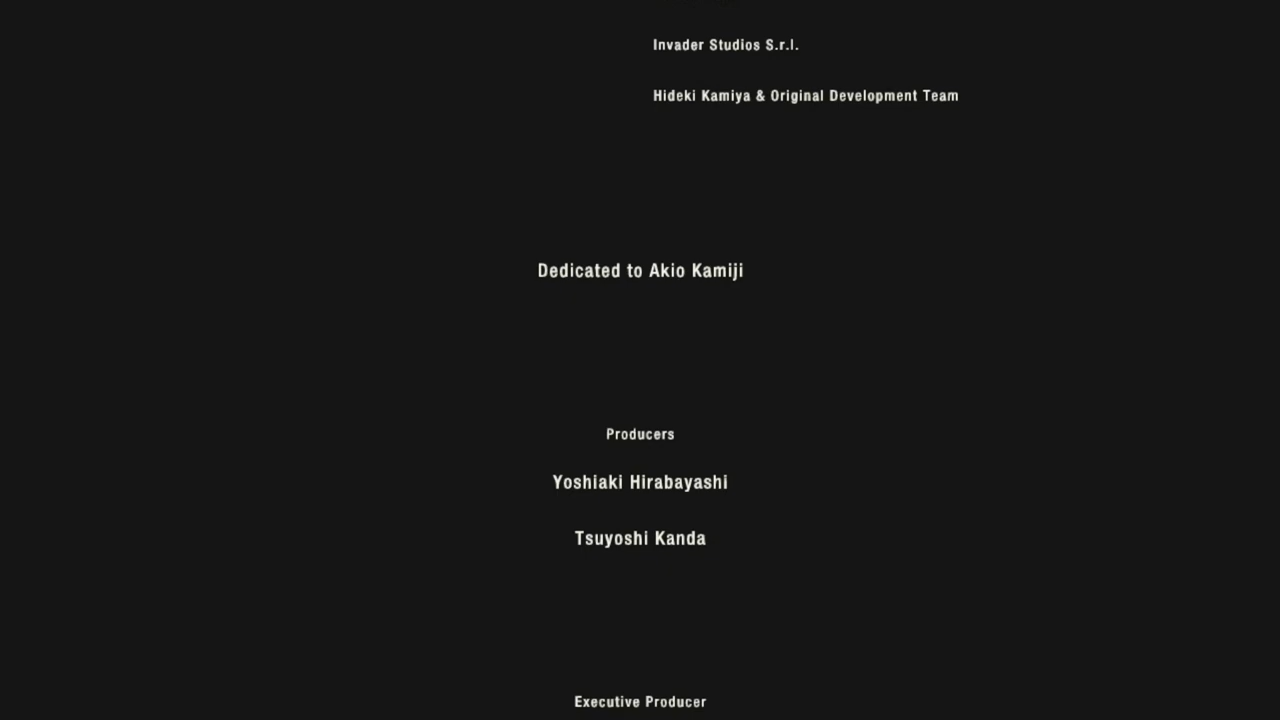 Invader Studios S.r.l.
Hideki Kamiya & Original Development Team
Dedicated to Akio Kamiji
Producers
Yoshiaki Hirabayashi
Tsuyoshi Kanda
Executive Producer